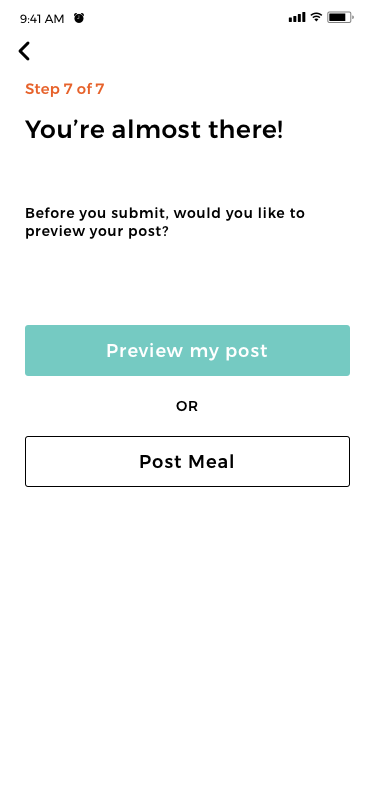 9:41 AM
Step 7 of 7
You’re almost there!
Before you submit, would you like to
preview your post?
Preview my post
OR
Post Meal